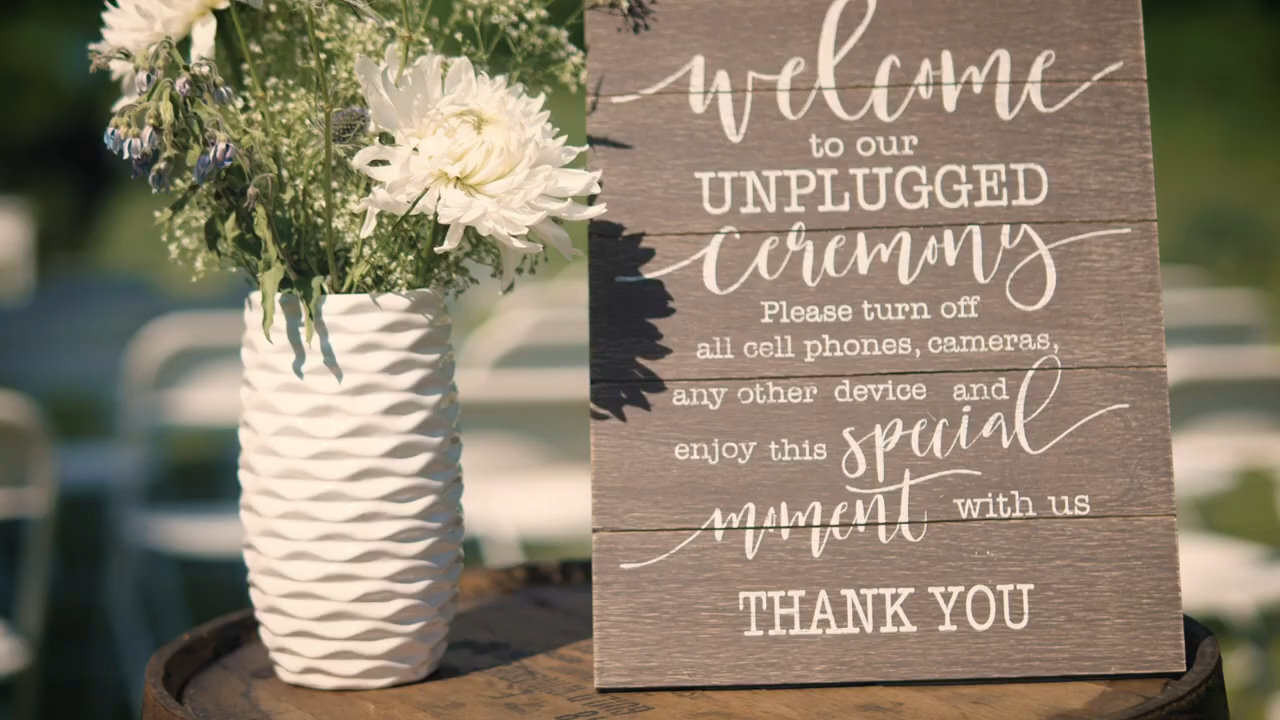 welcome
to our
UNPLUGGED
ceremony
Please turn off
all cell phones, cameras,
any other device and
enjoy this special
moment with us
THANK YOU